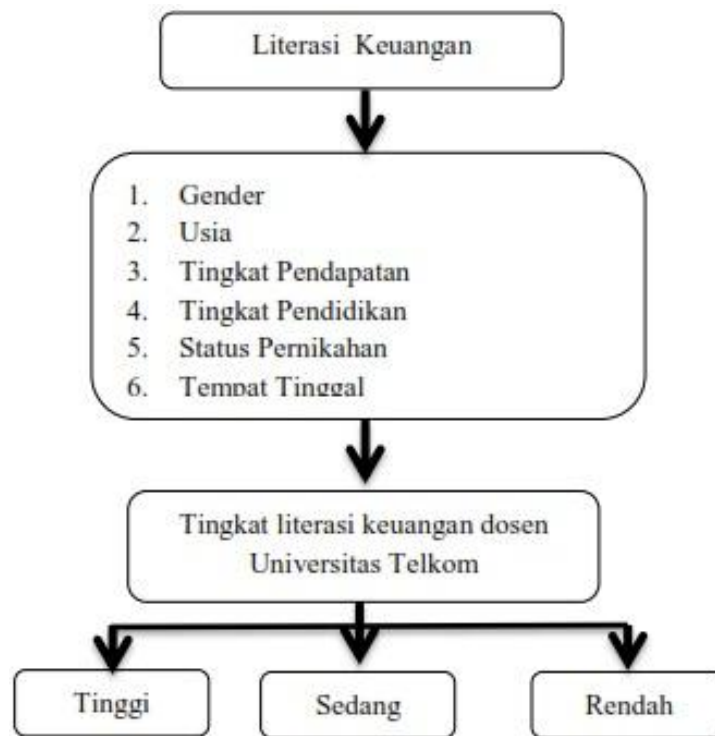 Literasi Keuangan
1. Gender
2. Usia
3. Tingkat Pendapatan
4. Tingkat Pendidikan
5. Status Pernikahan
6. Tempat Tinggal
Tingkat literasi keuangan dosen
Universitas Telkom
Tinggi
Sedang
Rendah